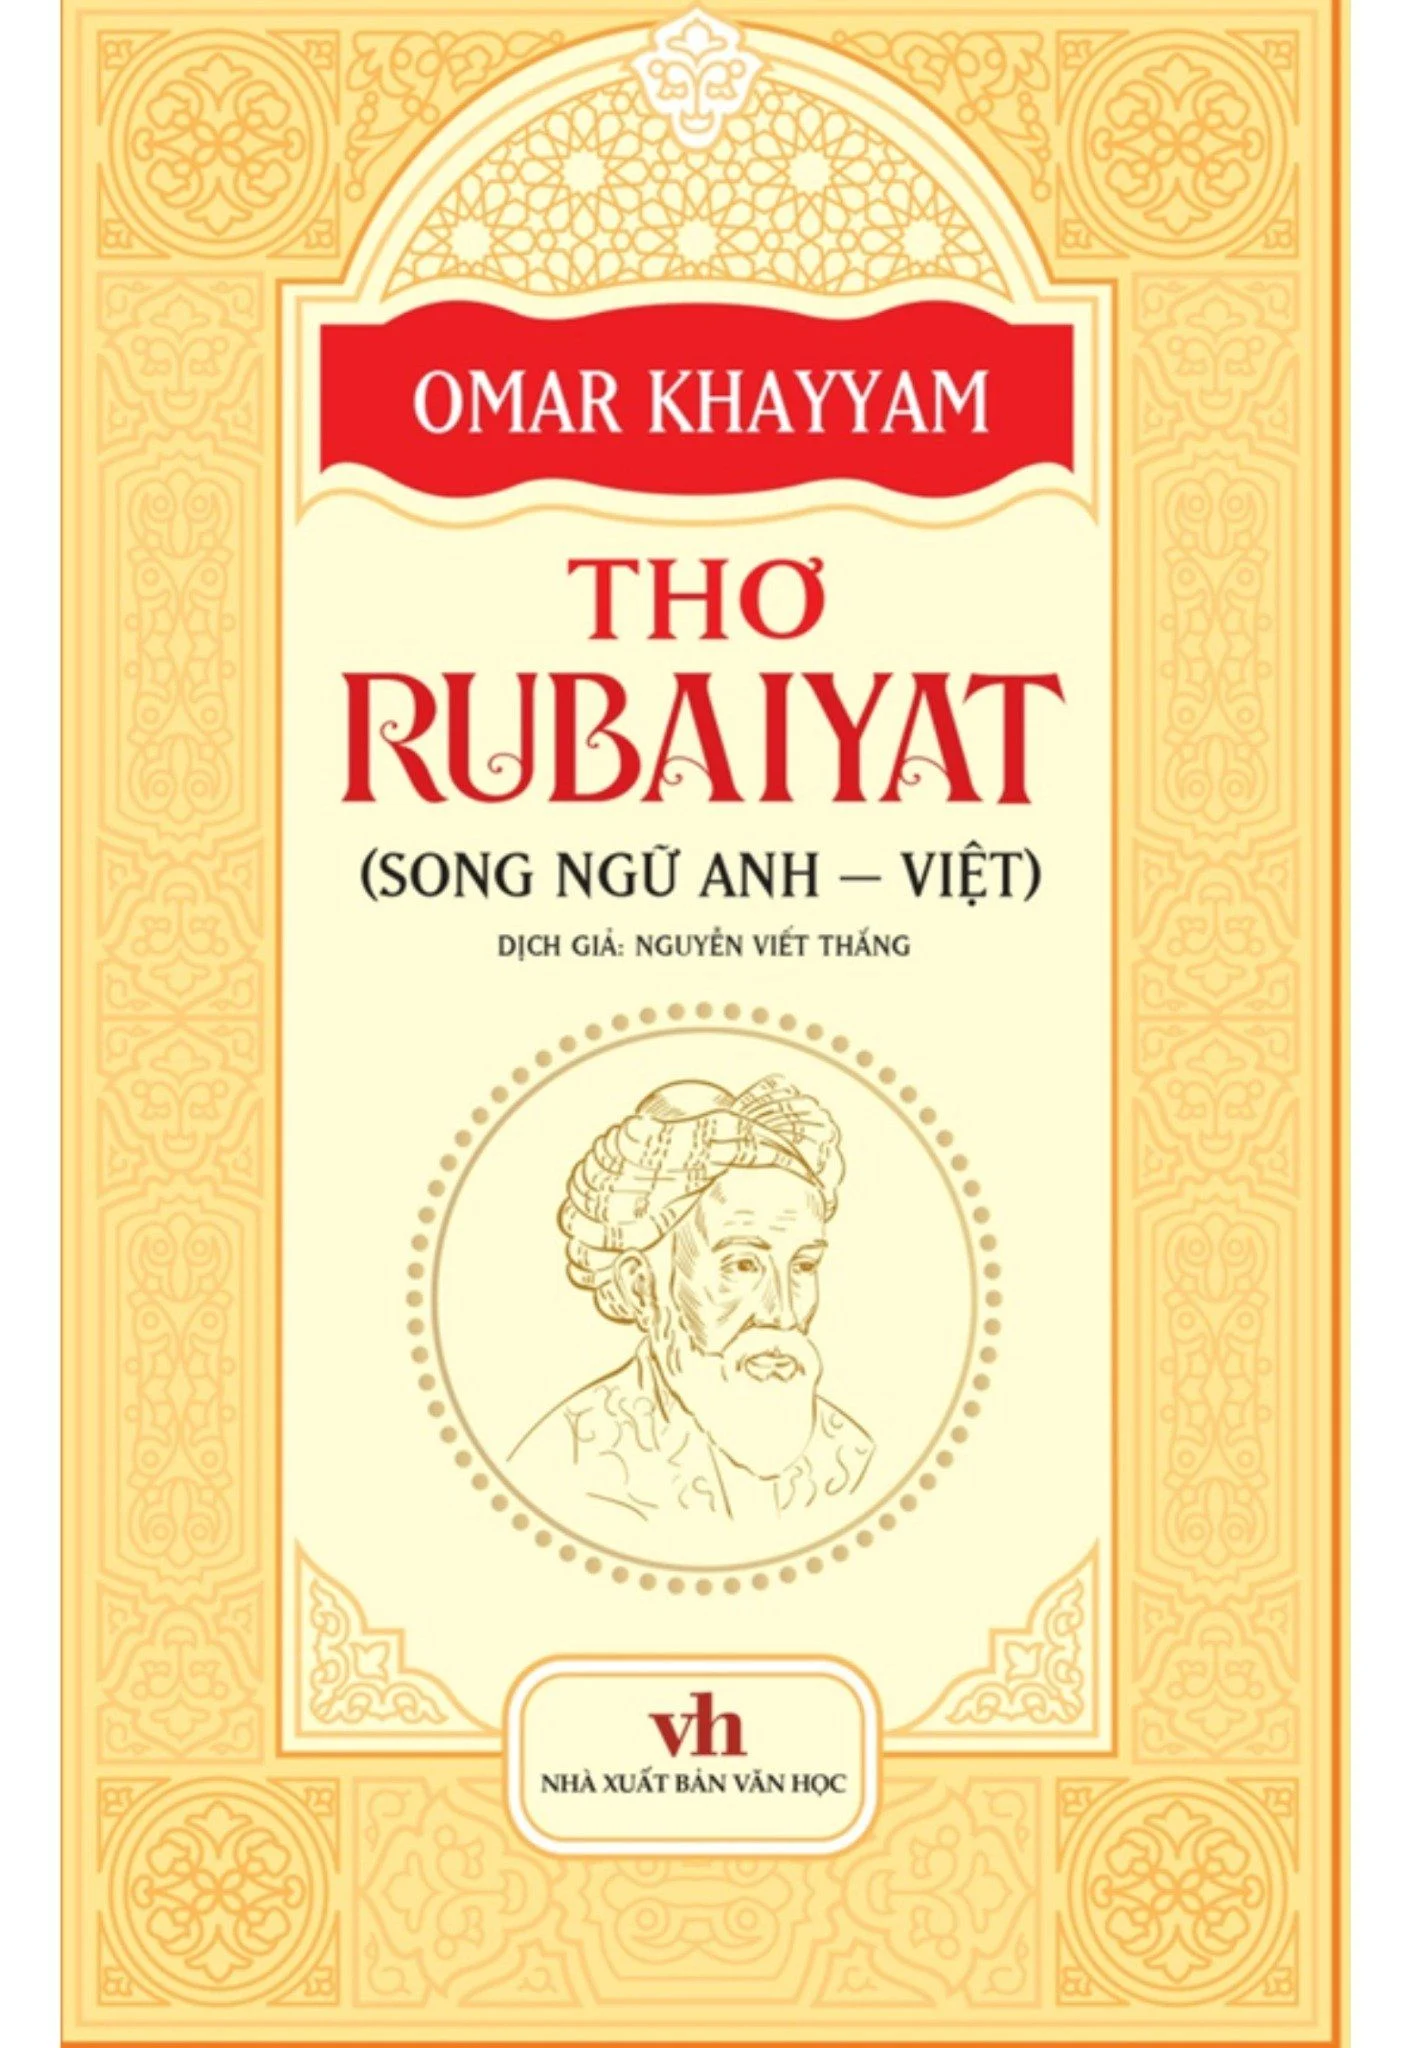 OMAR KHAYYAM
THƠ
RUBAIYAT
(SONG NGỮ ANH – VIỆT)
DỊCH GIẢ: NGUYỄN VIẾT THẮNG
vh
NHÀ XUẤT BẢN VĂN HỌC